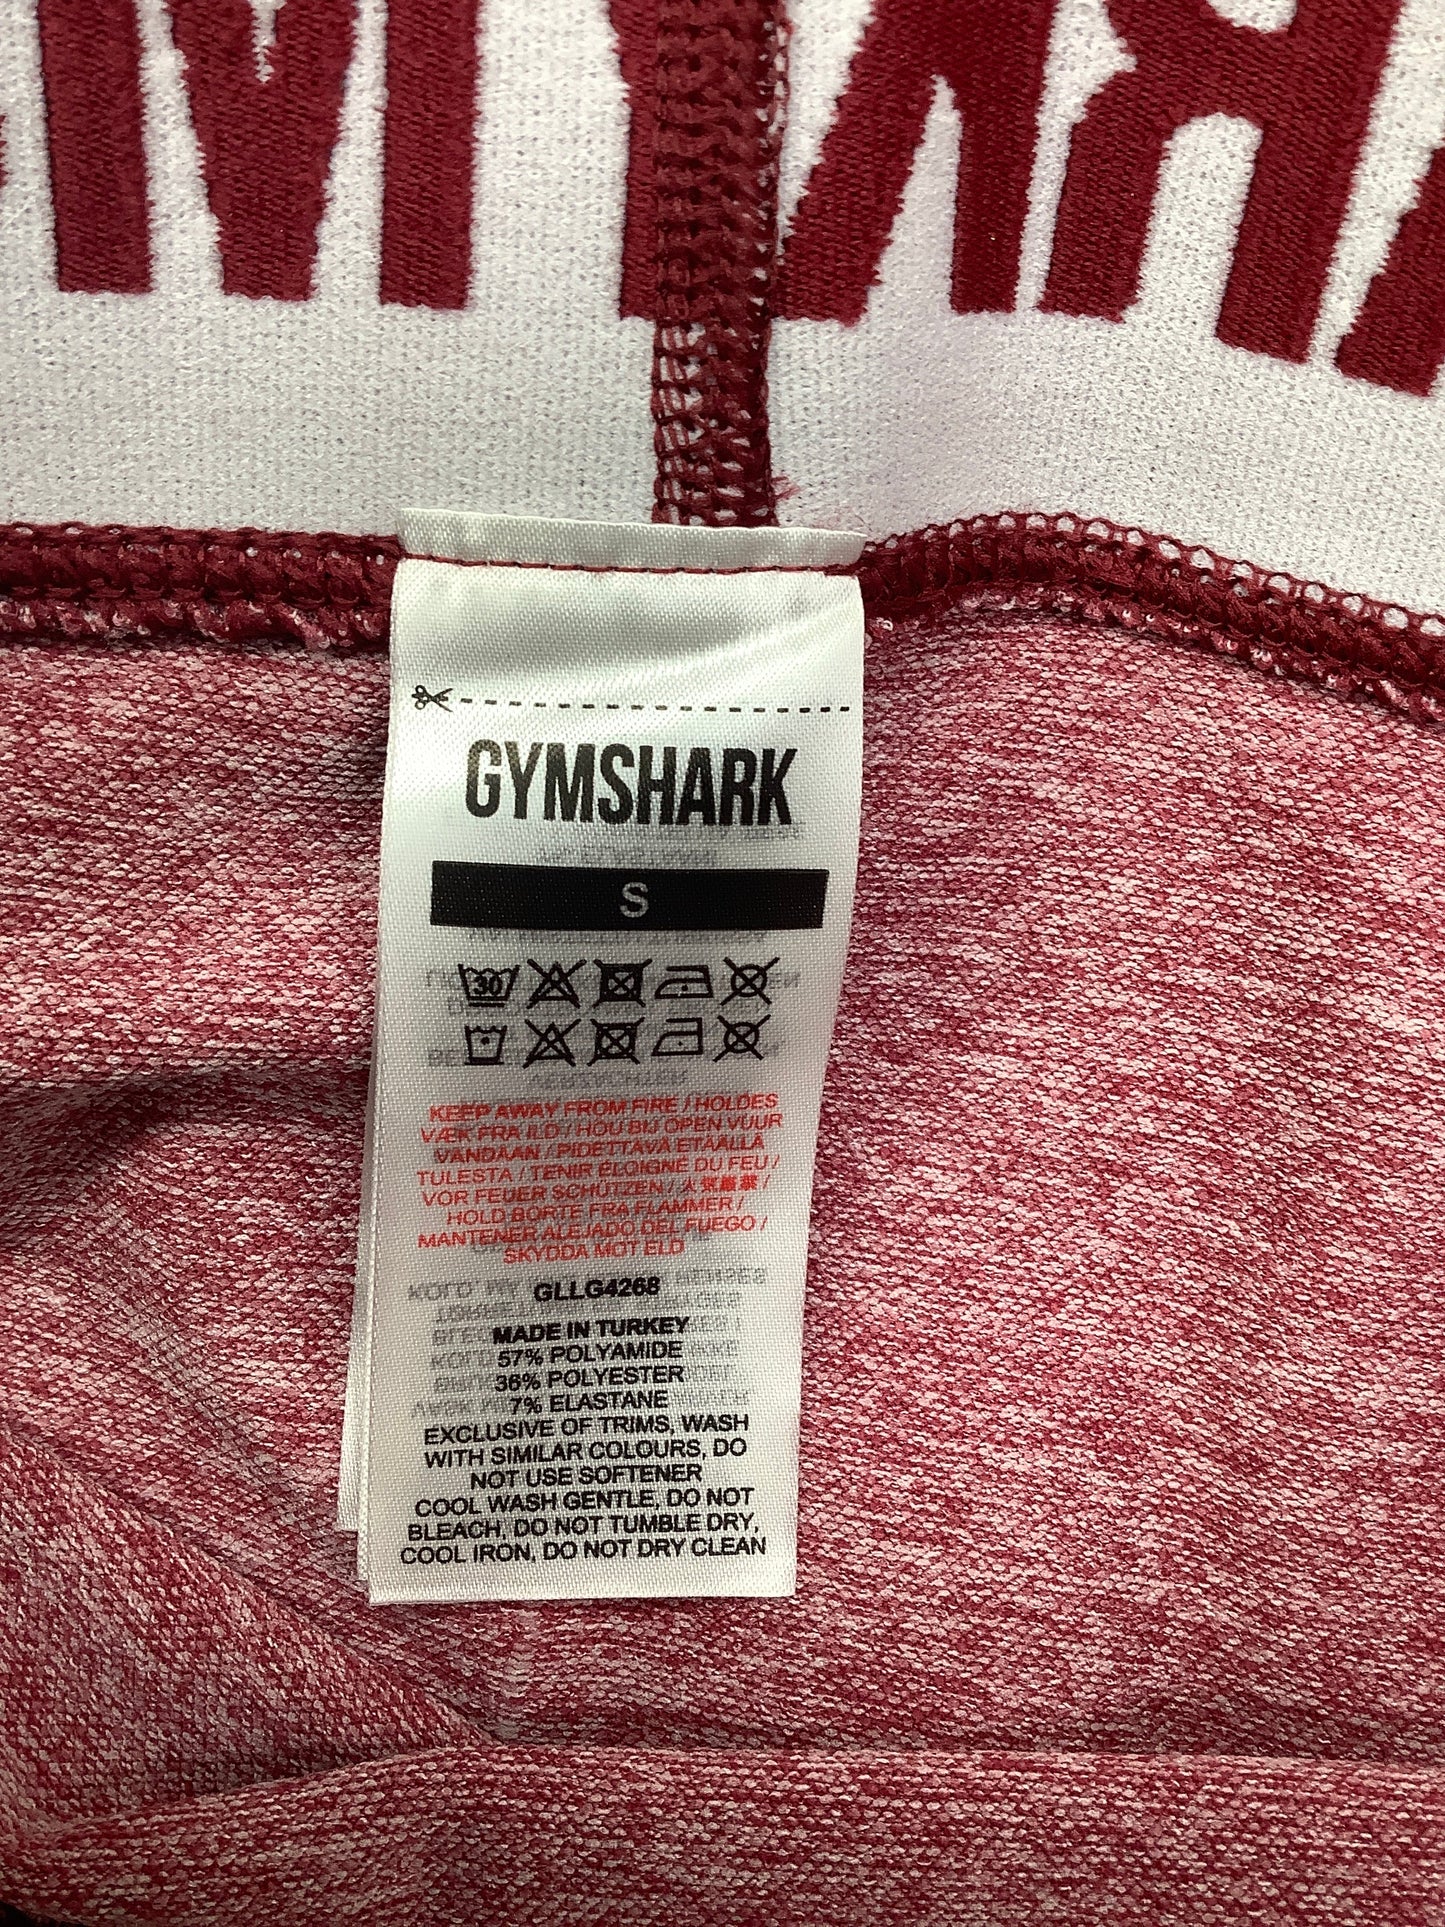 GYMSHARK
S
30
KEEP AWAY FROM FIRE / HOLDES
VÆK FRA ILD / HOU BIJ OPEN VUUR
VANDAAN / PIDETTÄVÄ ETÄÄLLÄ
TULESTA / TENIR ÉLOIGNÉ DU FEU /
VOR FEUER SCHÜTZEN /
HOLD BORTE FRA FLAMMER /
MANTENER ALEJADO DEL FUEGO /
SKYDDA MOT ELD
GLLG4268
MADE IN TURKEY
57% POLYAMIDE
36% POLYESTER
7% ELASTANE
EXCLUSIVE OF TRIMS, WASH
WITH SIMILAR COLOURS, DO
NOT USE SOFTENER
COOL WASH GENTLE, DO NOT
BLEACH, DO NOT TUMBLE DRY,
COOL IRON, DO NOT DRY CLEAN